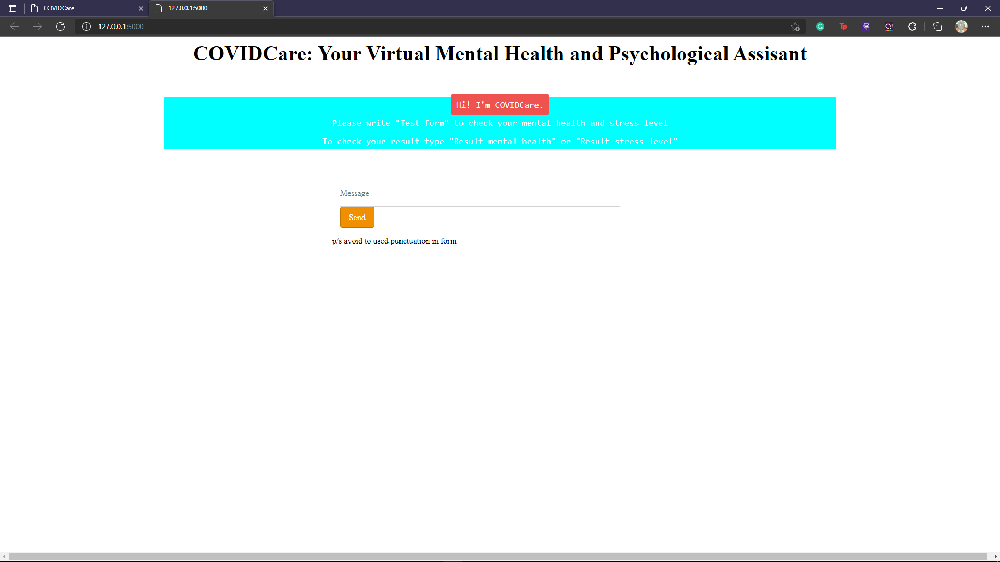 COVIDCare
127.0.0.1:5000
127.0.0.1:5000
COVIDCare: Your Virtual Mental Health and Psychological Assisant
Hi! I'm COVIDCare.
Please write "Test Form" to check your mental health and stress level
To check your result type "Result mental health" or "Result stress level"
Message
Send
p/s avoid to used punctuation in form